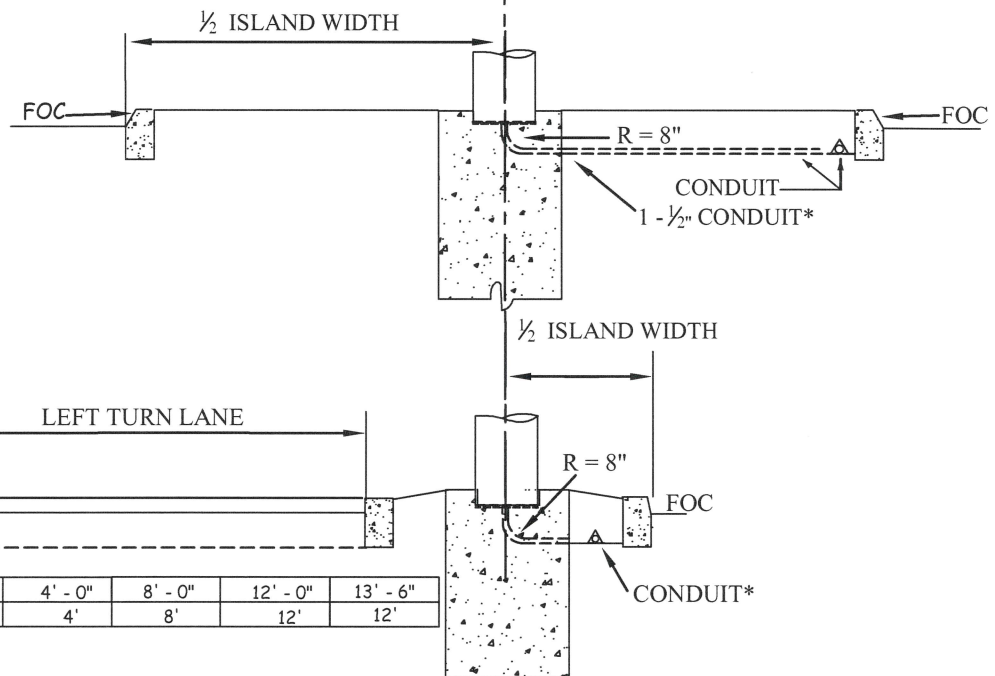 ½ ISLAND WIDTH
FOC
FOC
R = 8"
CONDUIT
1 - ½" CONDUIT*
½ ISLAND WIDTH
LEFT TURN LANE
R = 8"
FOC
CONDUIT*
4' - 0" 8' - 0" 12' - 0" 13' - 6"
4' 8' 12' 12'